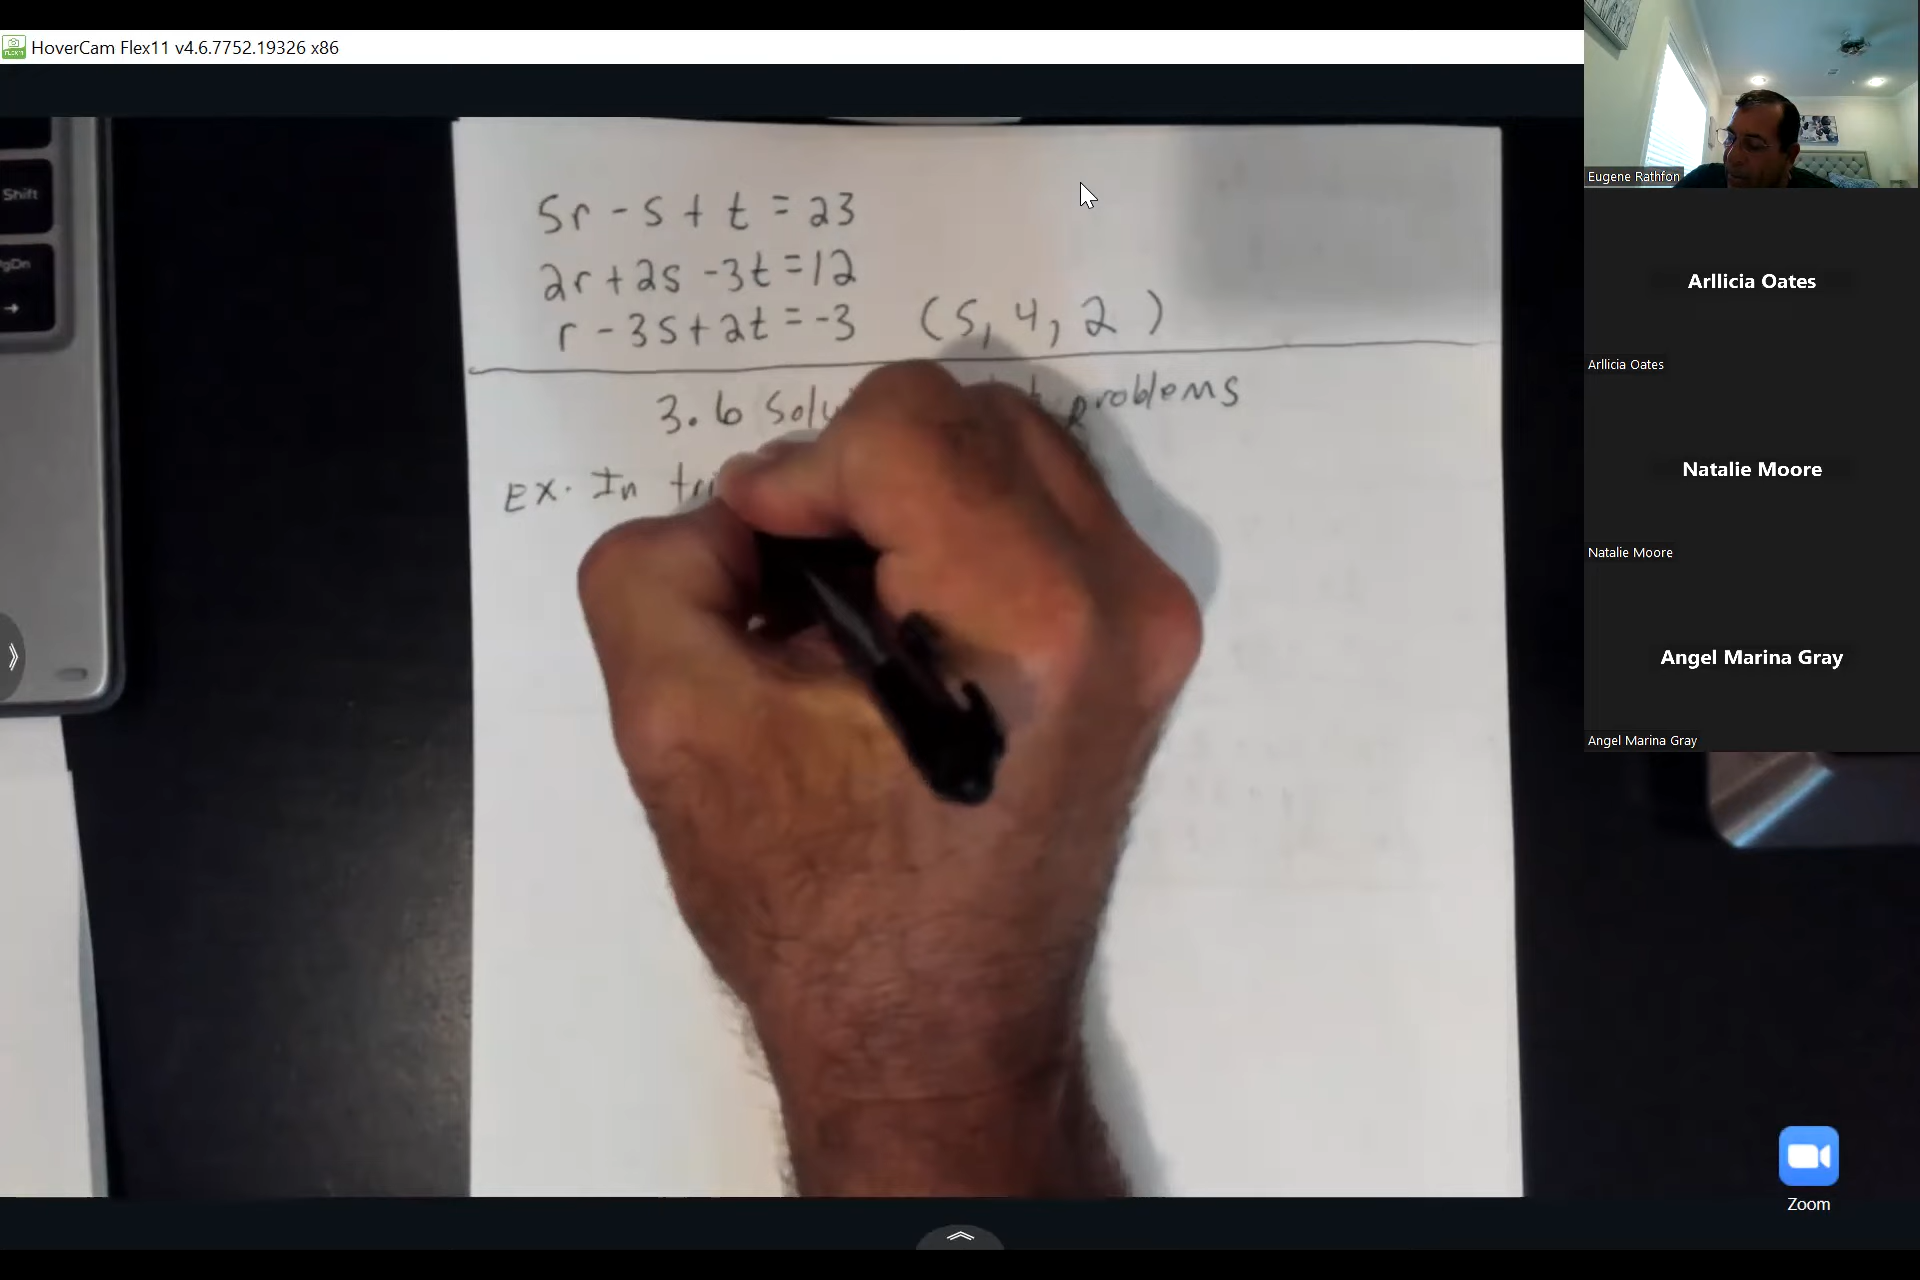 HoverCam Flex11 v4.6.7752.19326 x86
Shift
PgDn
5r - s + t = 23
2r + 2s - 3t = 12
r - 3s + 2t = -3 (5, 4, 2)
3.6 problems
Ex. In
Eugene Rathfon
Arllicia Oates
Arllicia Oates
Natalie Moore
Natalie Moore
Angel Marina Gray
Angel Marina Gray
Zoom